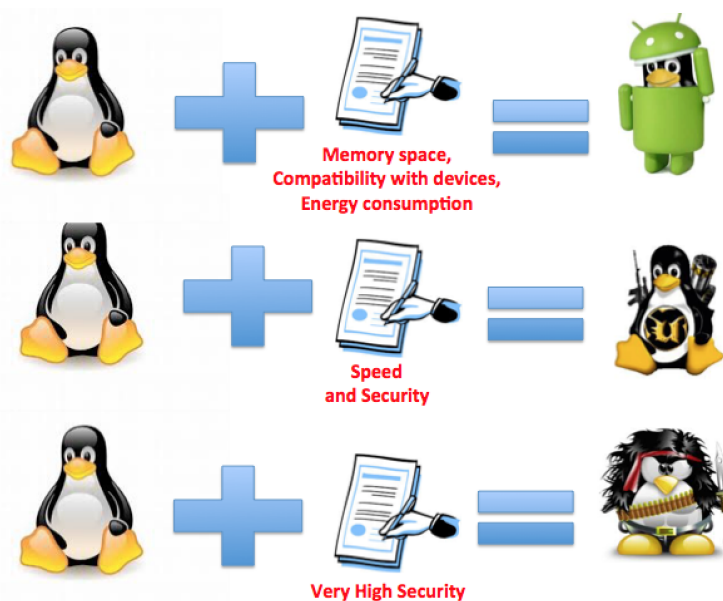 Memory space,
Compatibility with devices,
Energy consumption
Speed
and Security
Very High Security